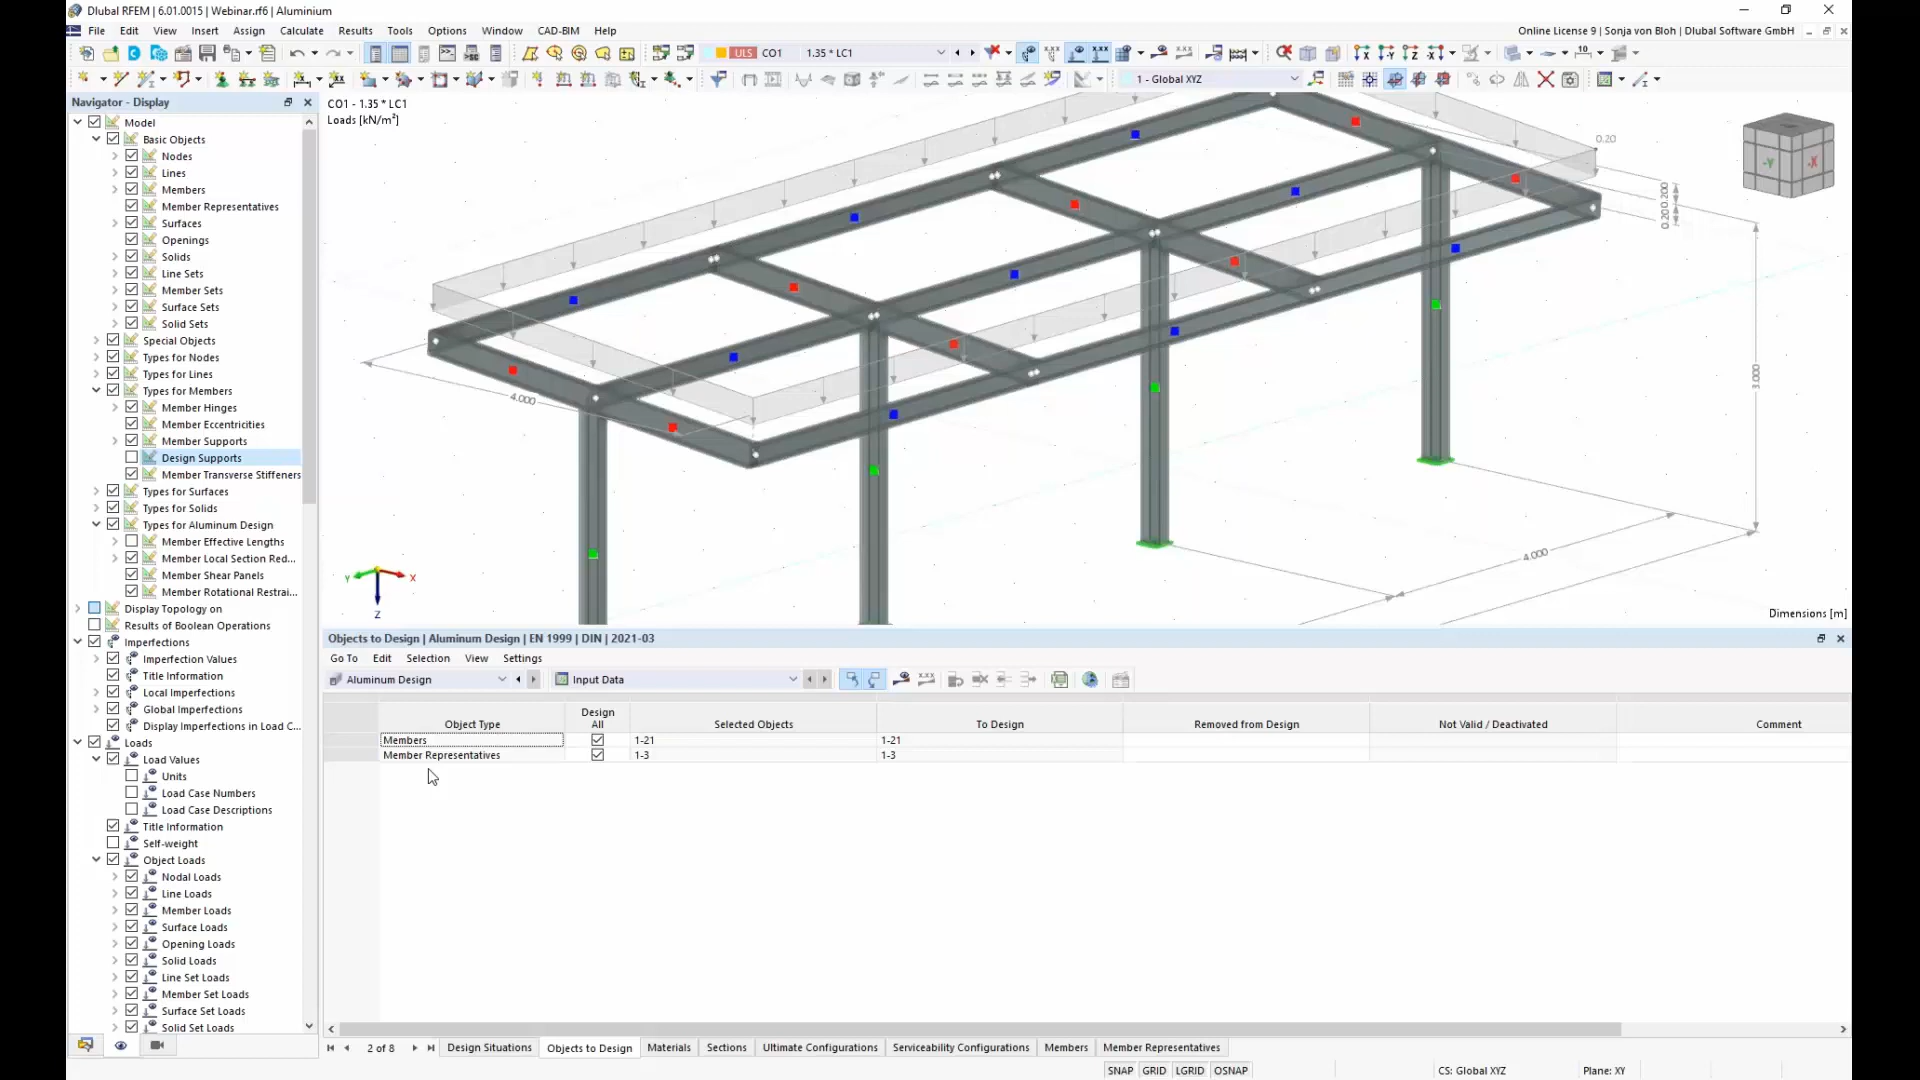 Dlubal RFEM | 6.01.0015 | Webinar.rf6 | Aluminium
File Edit View Insert Assign Calculate Results Tools Options Window CAD-BIM Help
Online License 9 | Sonja von Bloh | Dlubal Software GmbH
ULS CO1 1.35 * LC1
1 - Global XYZ
Navigator - Display
Model
Basic Objects
Nodes
Lines
Members
Member Representatives
Surfaces
Openings
Solids
Line Sets
Member Sets
Surface Sets
Solid Sets
Special Objects
Types for Nodes
Types for Lines
Types for Members
Member Hinges
Member Eccentricities
Member Supports
Design Supports
Member Transverse Stiffeners
Types for Surfaces
Types for Solids
Types for Aluminum Design
Member Effective Lengths
Member Local Section Red...
Member Shear Panels
Member Rotational Restrai...
Display Topology on
Results of Boolean Operations
Imperfections
Imperfection Values
Title Information
Local Imperfections
Global Imperfections
Display Imperfections in Load C...
Loads
Load Values
Units
Load Case Numbers
Load Case Descriptions
Title Information
Self-weight
Object Loads
Nodal Loads
Line Loads
Member Loads
Surface Loads
Opening Loads
Solid Loads
Line Set Loads
Member Set Loads
Surface Set Loads
Solid Set Loads
CO1 - 1.35 * LC1
Loads [kN/m²]
0.20
0.200
0.20
3.000
4.000
4.000
-Y
-X
Y
X
Z
Dimensions [m]
Objects to Design | Aluminum Design | EN 1999 | DIN | 2021-03
Go To Edit Selection View Settings
Aluminum Design Input Data
Object Type Design All Selected Objects To Design Removed from Design Not Valid / Deactivated Comment
Members 1-21 1-21
Member Representatives 1-3 1-3
2 of 8 Design Situations Objects to Design Materials Sections Ultimate Configurations Serviceability Configurations Members Member Representatives
SNAP GRID LGRID OSNAP CS: Global XYZ Plane: XY